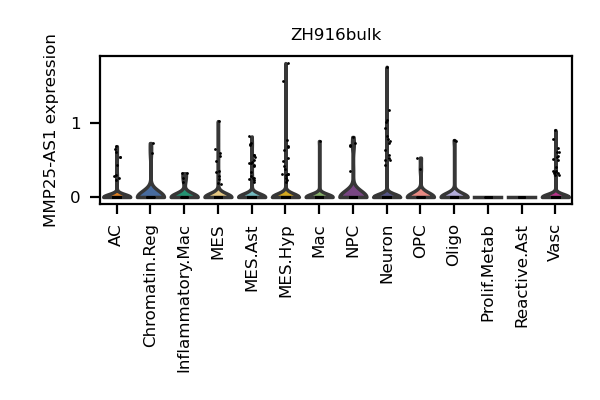 ZH916bulk
MMP25-AS1 expression
1
0
AC
Chromatin.Reg
Inflammatory.Mac
MES
MES.Ast
MES.Hyp
Mac
NPC
Neuron
OPC
Oligo
Prolif.Metab
Reactive.Ast
Vasc